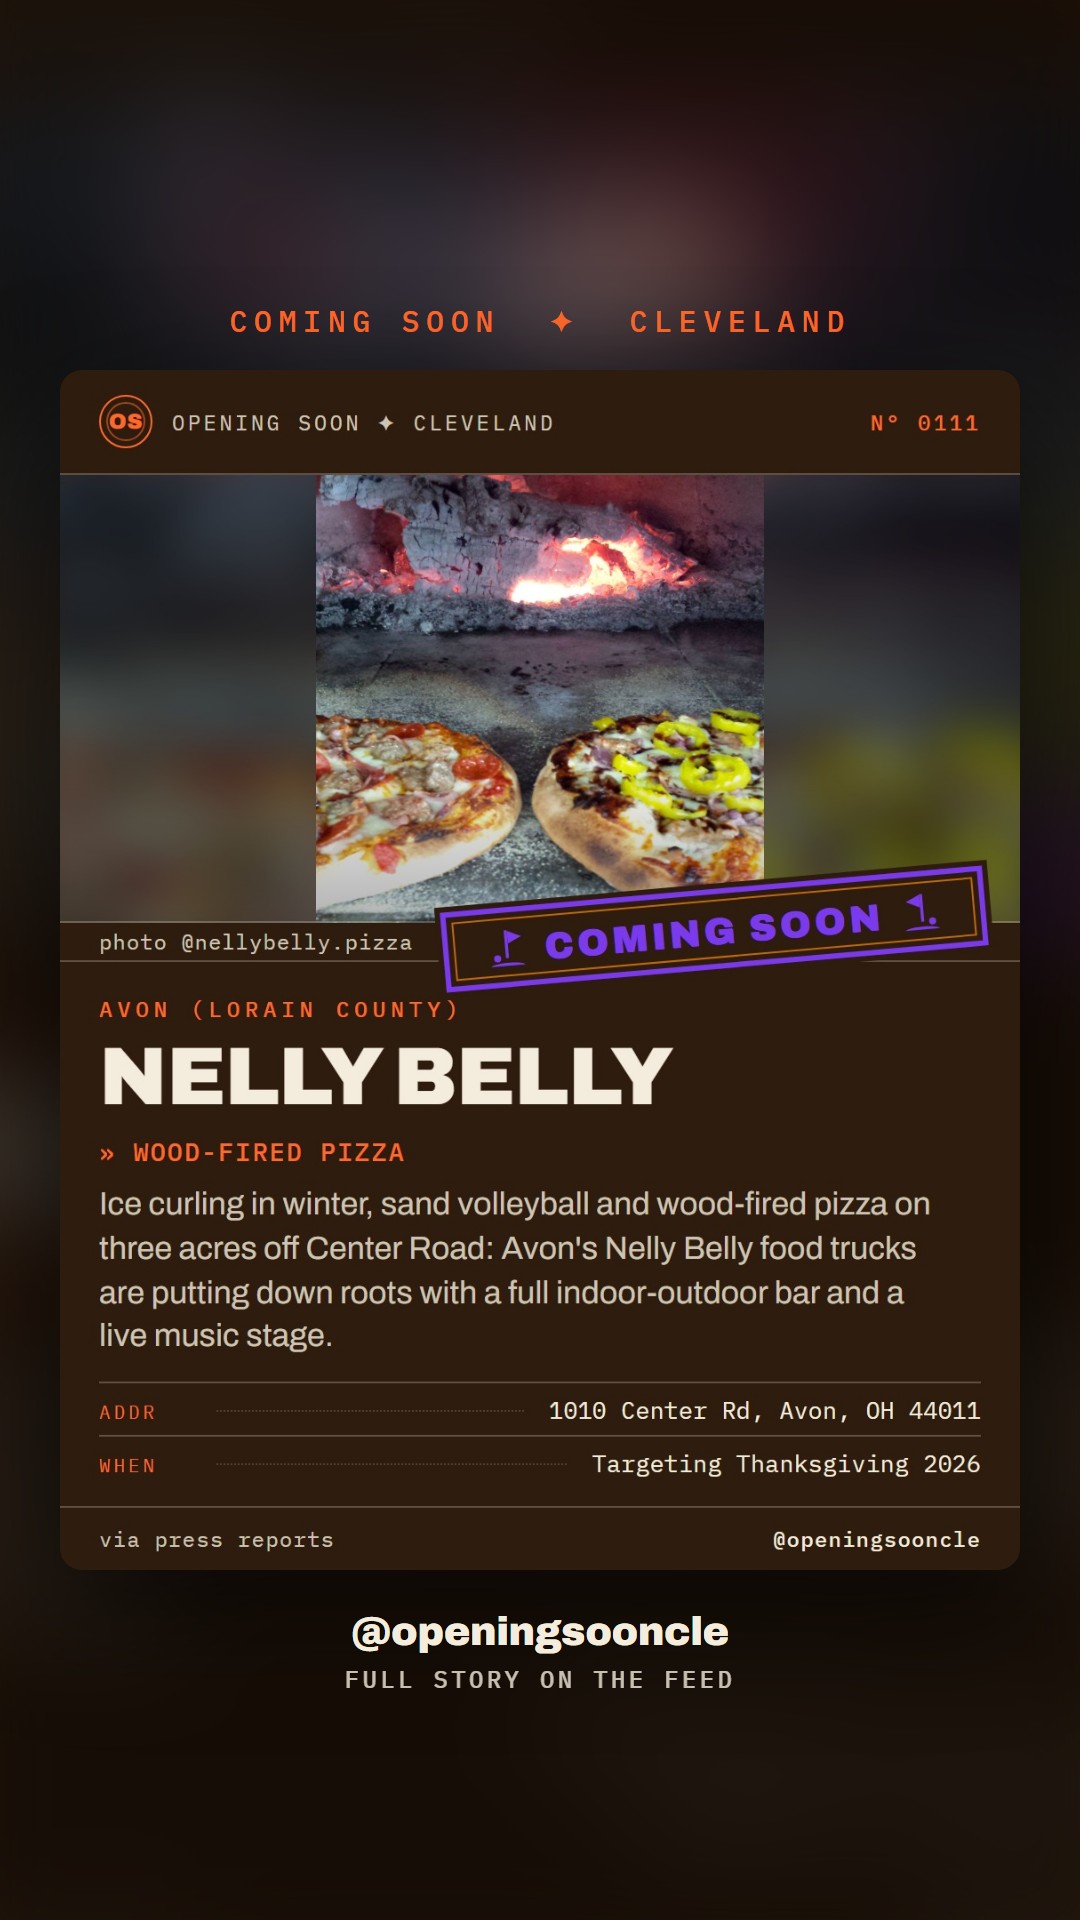 COMING SOON ✦ CLEVELAND
OS OPENING SOON ✦ CLEVELAND N° 0111
photo @nellybelly.pizza
COMING SOON
AVON (LORAIN COUNTY)
NELLY BELLY
» WOOD-FIRED PIZZA
Ice curling in winter, sand volleyball and wood-fired pizza on
three acres off Center Road: Avon's Nelly Belly food trucks
are putting down roots with a full indoor-outdoor bar and a
live music stage.
ADDR 1010 Center Rd, Avon, OH 44011
WHEN Targeting Thanksgiving 2026
via press reports @openingsooncle
@openingsooncle
FULL STORY ON THE FEED